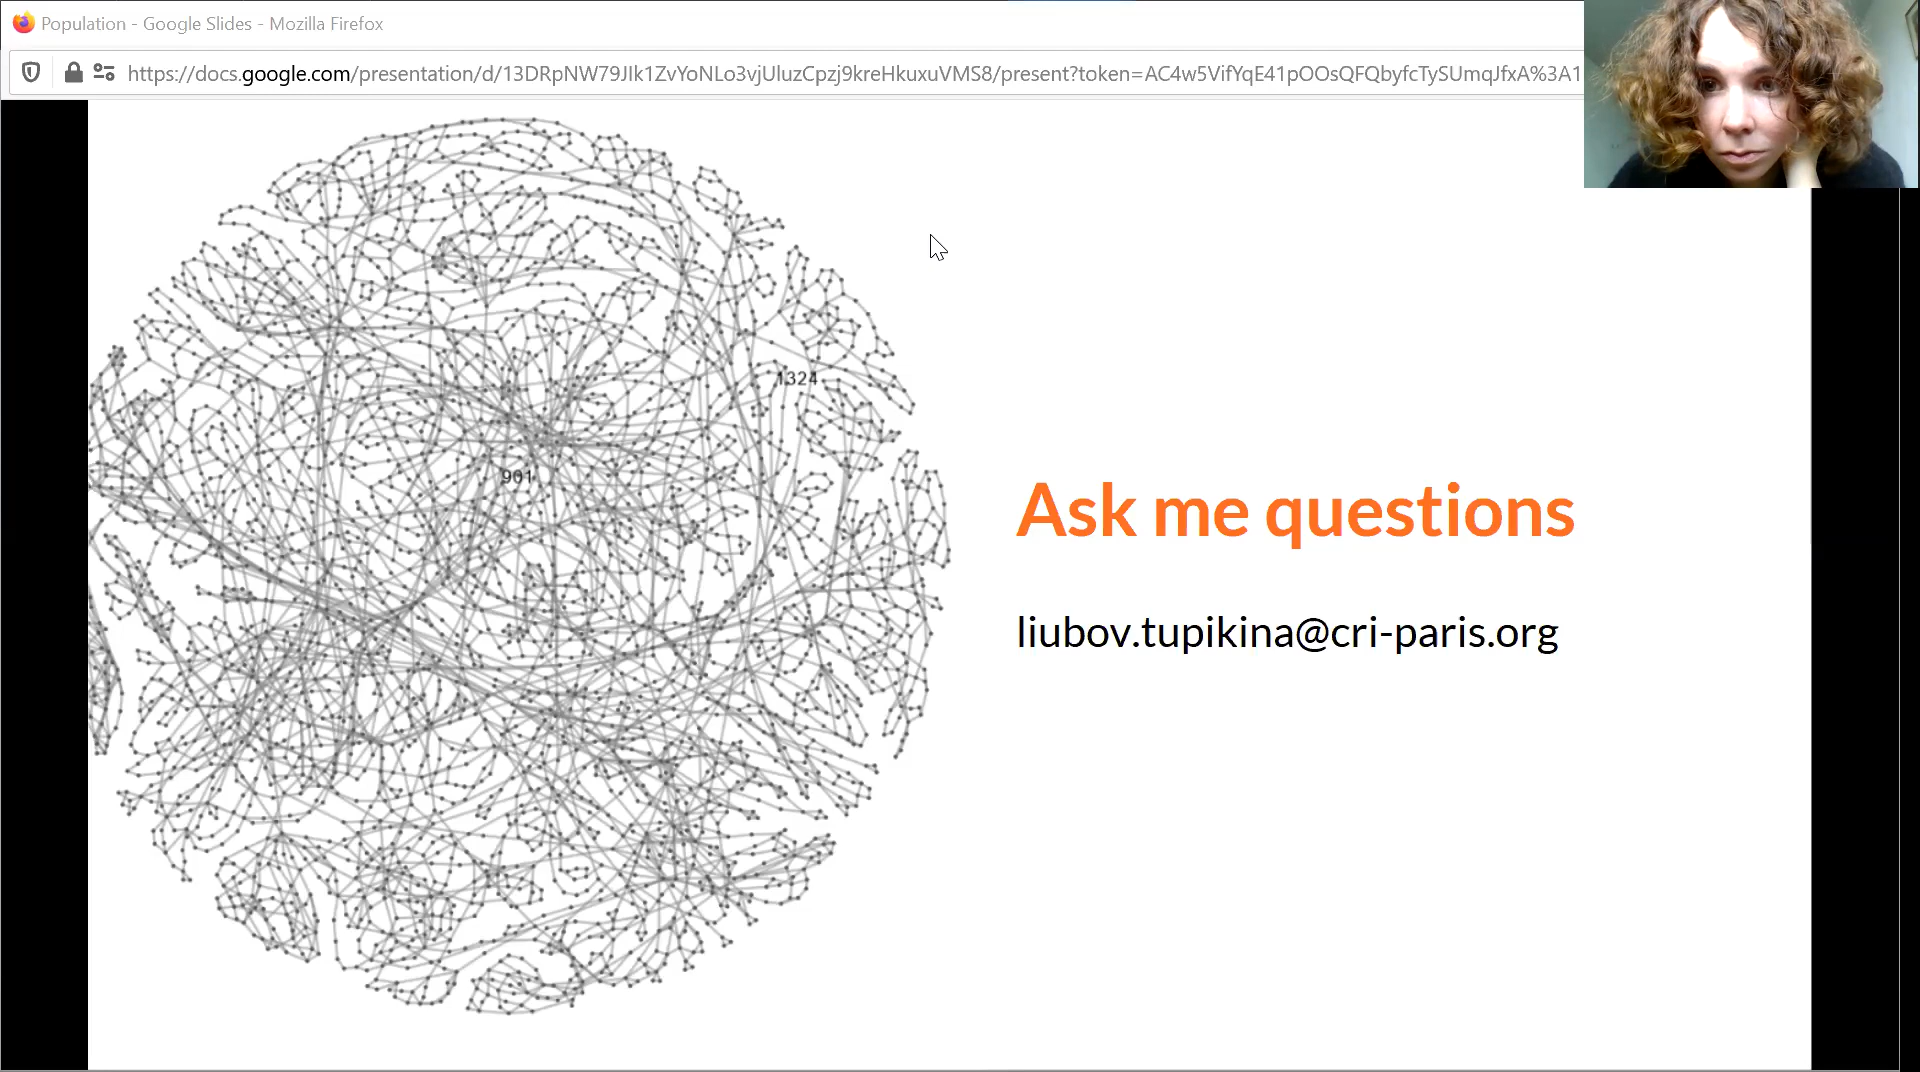 Population - Google Slides - Mozilla Firefox
https://docs.google.com/presentation/d/13DRpNW79JIk1ZvYoNLo3vjUluzCpzj9kreHkuxuVMS8/present?token=AC4w5VifYqE41pOOsQFQbyfcTySUmqJfxA%3A1
1324
901
Ask me questions
liubov.tupikina@cri-paris.org